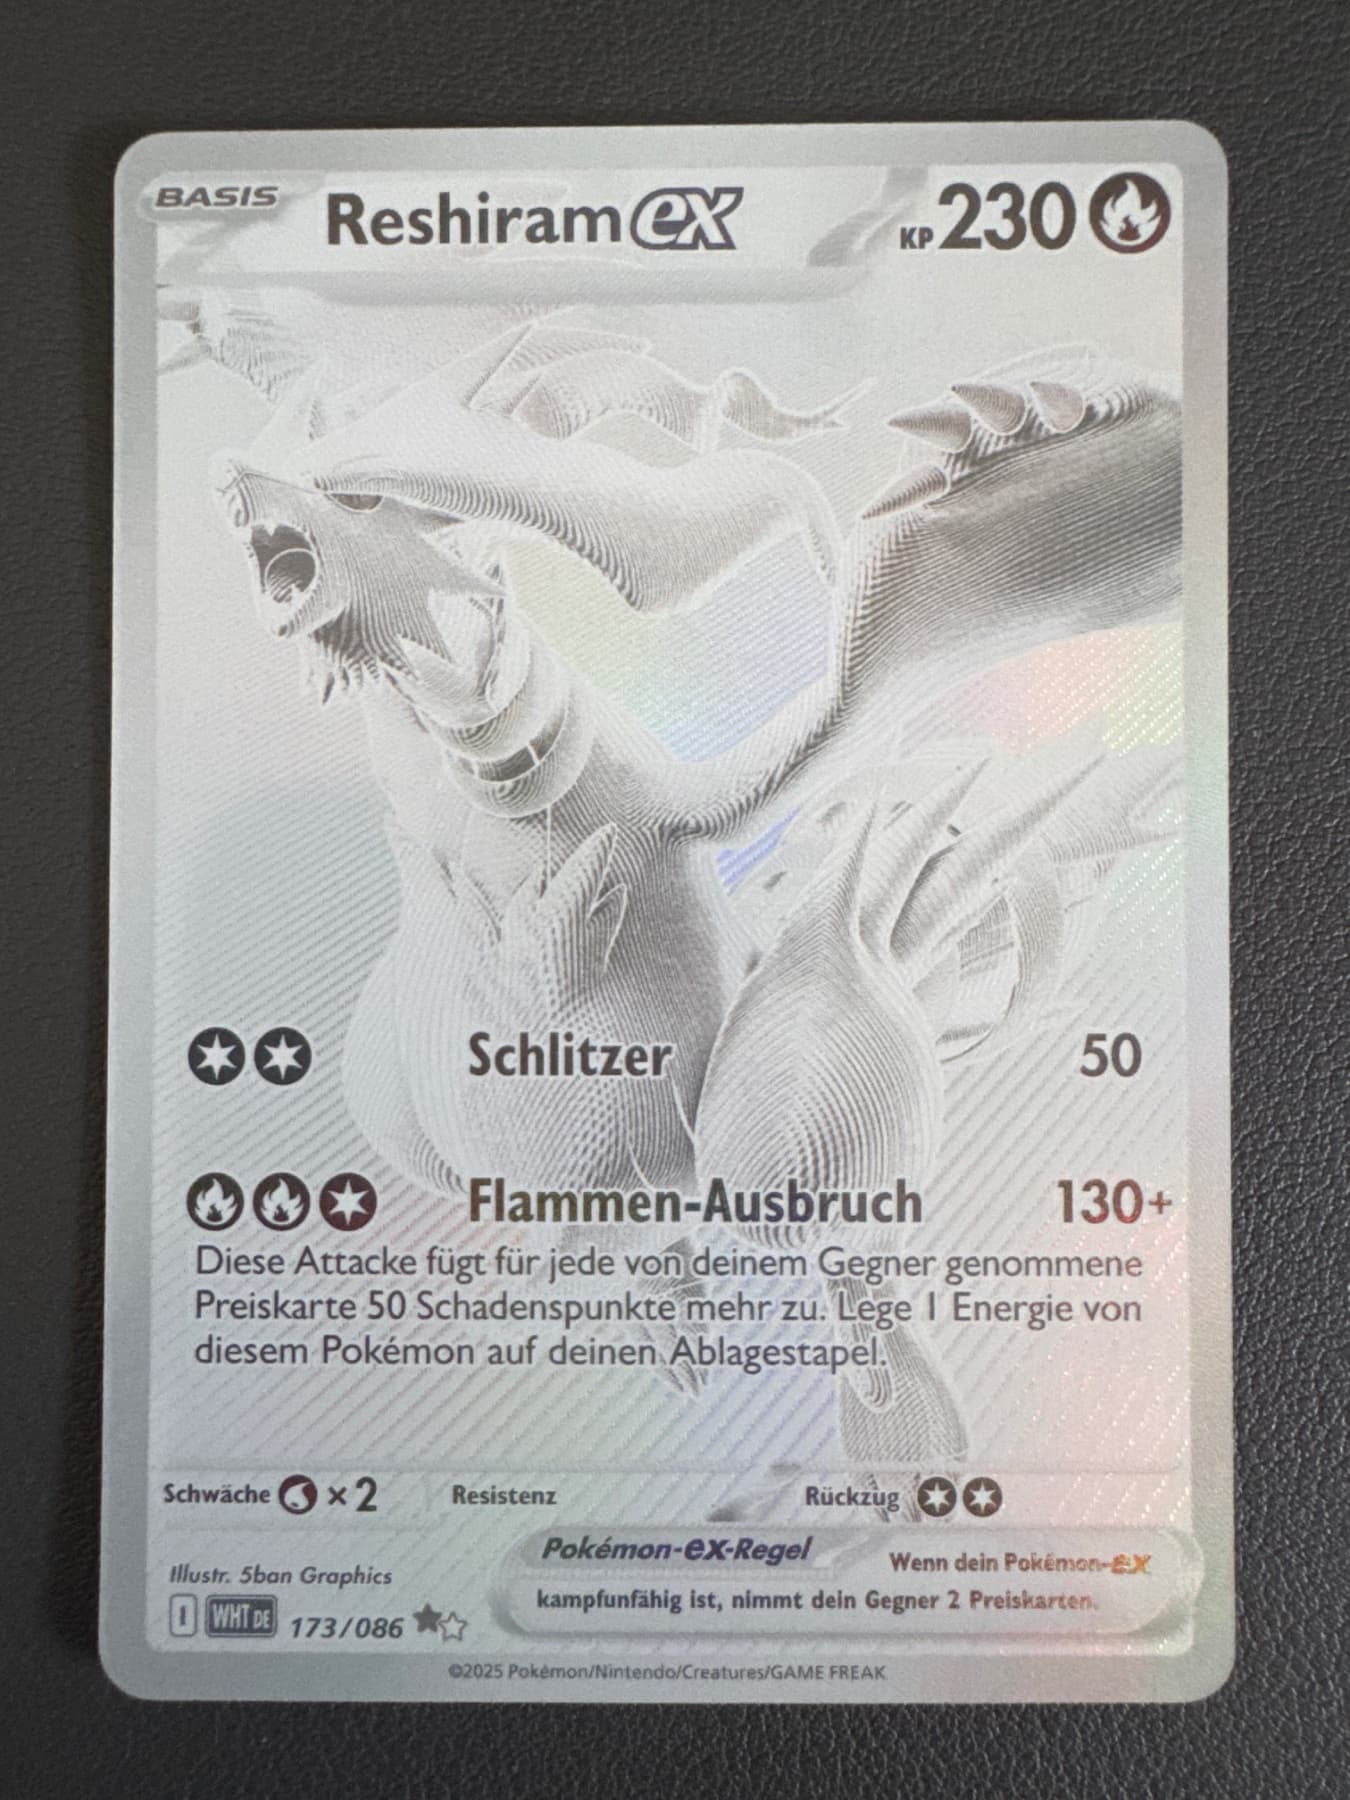 BASIS Reshiram ex KP 230
Schlitzer 50
Flammen-Ausbruch 130+
Diese Attacke fügt für jede von deinem Gegner genommene
Preiskarte 50 Schadenspunkte mehr zu. Lege 1 Energie von
diesem Pokémon auf deinen Ablagestapel.
Schwäche ×2 Resistenz Rückzug
Pokémon-ex-Regel Wenn dein Pokémon-ex
kampfunfähig ist, nimmt dein Gegner 2 Preiskarten.
Illustr. 5ban Graphics
I WHT DE 173/086
©2025 Pokémon/Nintendo/Creatures/GAME FREAK